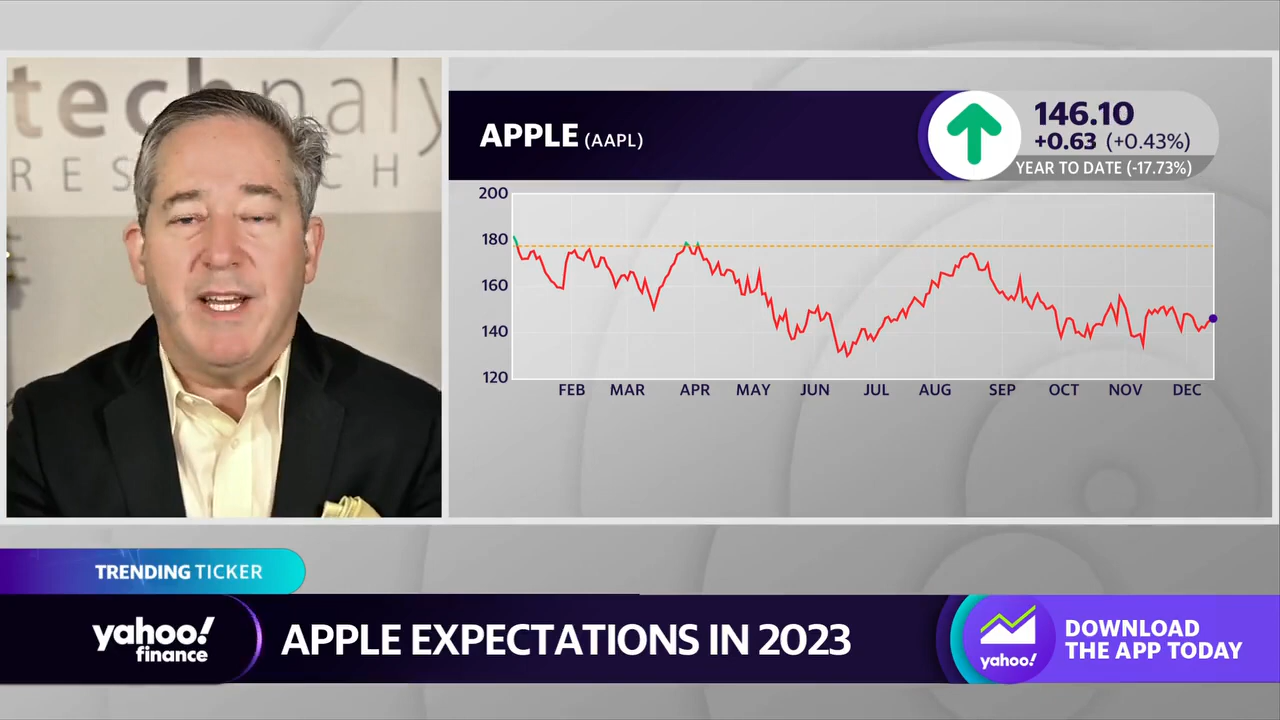 technaly
RESEARCH
APPLE (AAPL)
146.10
+0.63 (+0.43%)
YEAR TO DATE (-17.73%)
200
180
160
140
120
FEB MAR APR MAY JUN JUL AUG SEP OCT NOV DEC
TRENDING TICKER
yahoo!
finance
APPLE EXPECTATIONS IN 2023
yahoo!
DOWNLOAD
THE APP TODAY